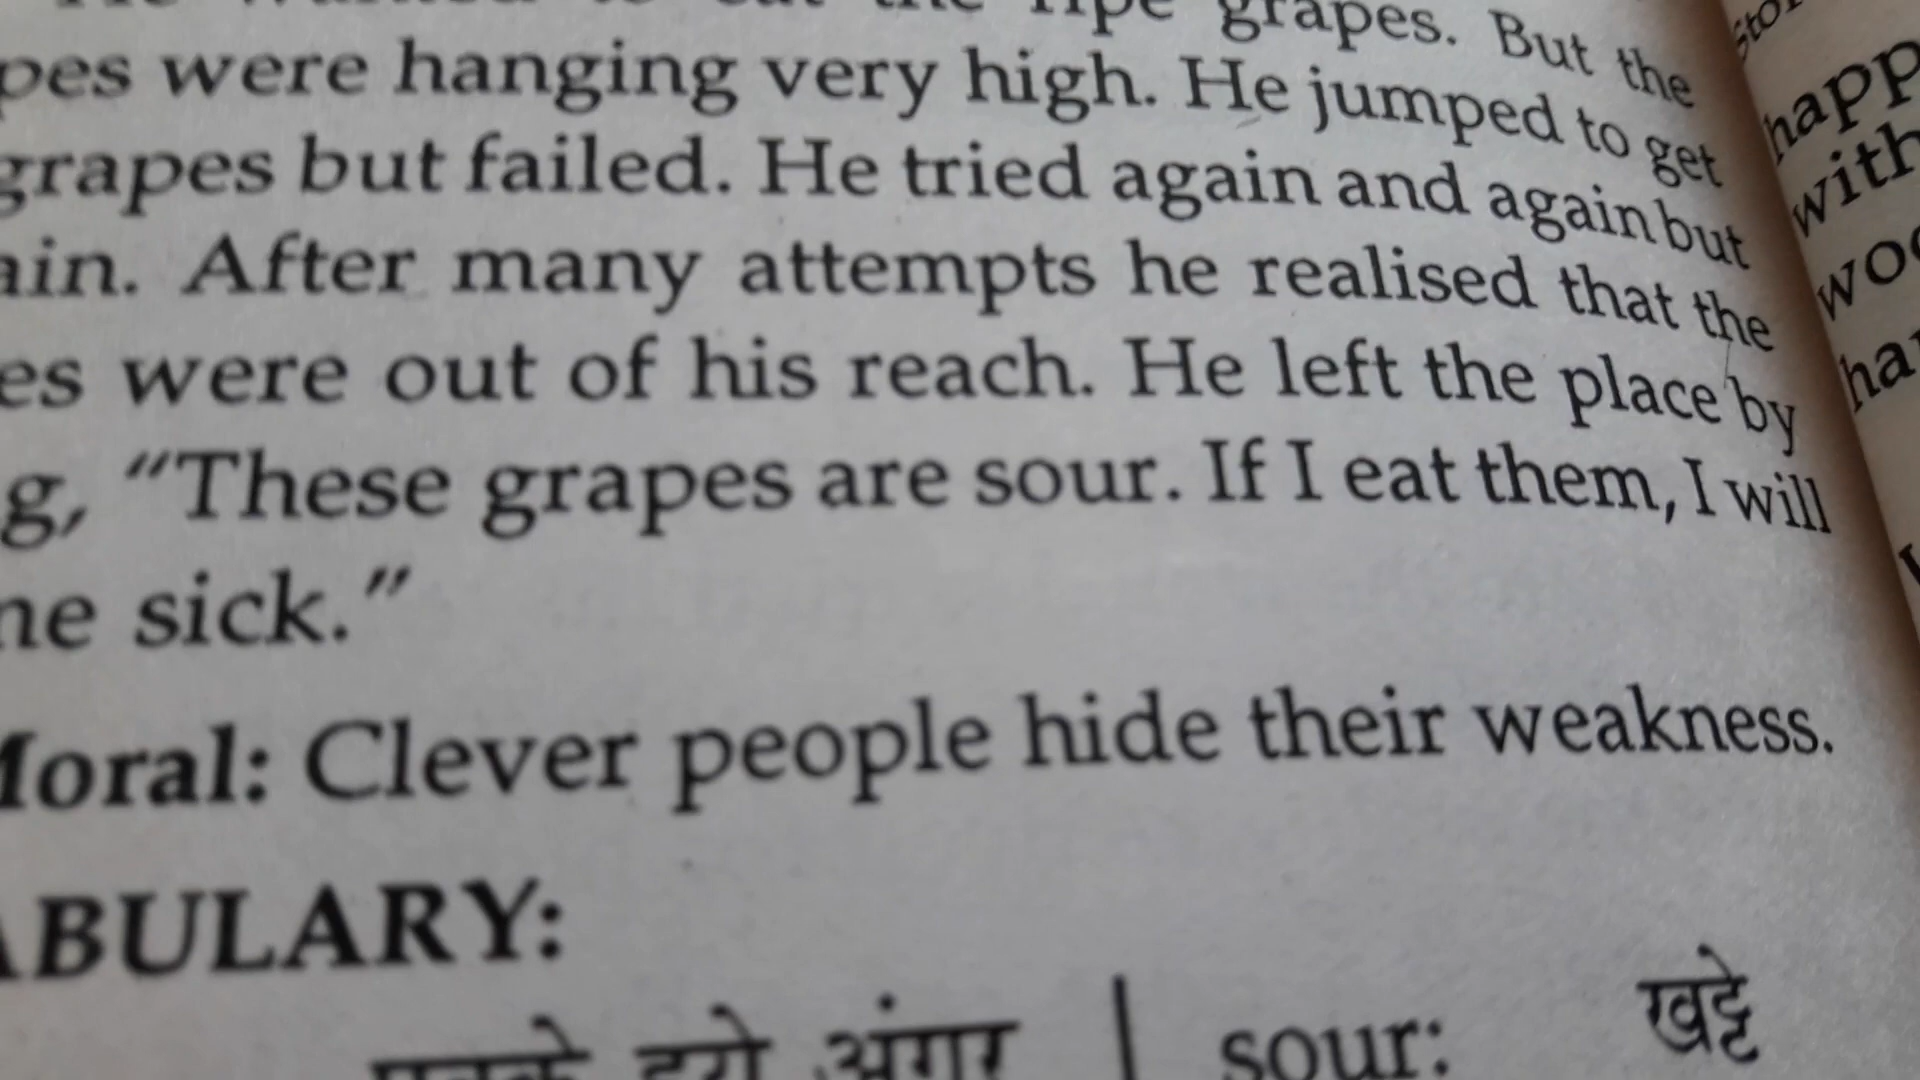 the ripe grapes. But the
pes were hanging very high. He jumped to get
grapes but failed. He tried again and again but
ain. After many attempts he realised that the
es were out of his reach. He left the place by
g, “These grapes are sour. If I eat them, I will
ne sick.”
Moral: Clever people hide their weakness.
ABULARY:
अंगूर | sour: खट्टे
happ
with
woo
ha